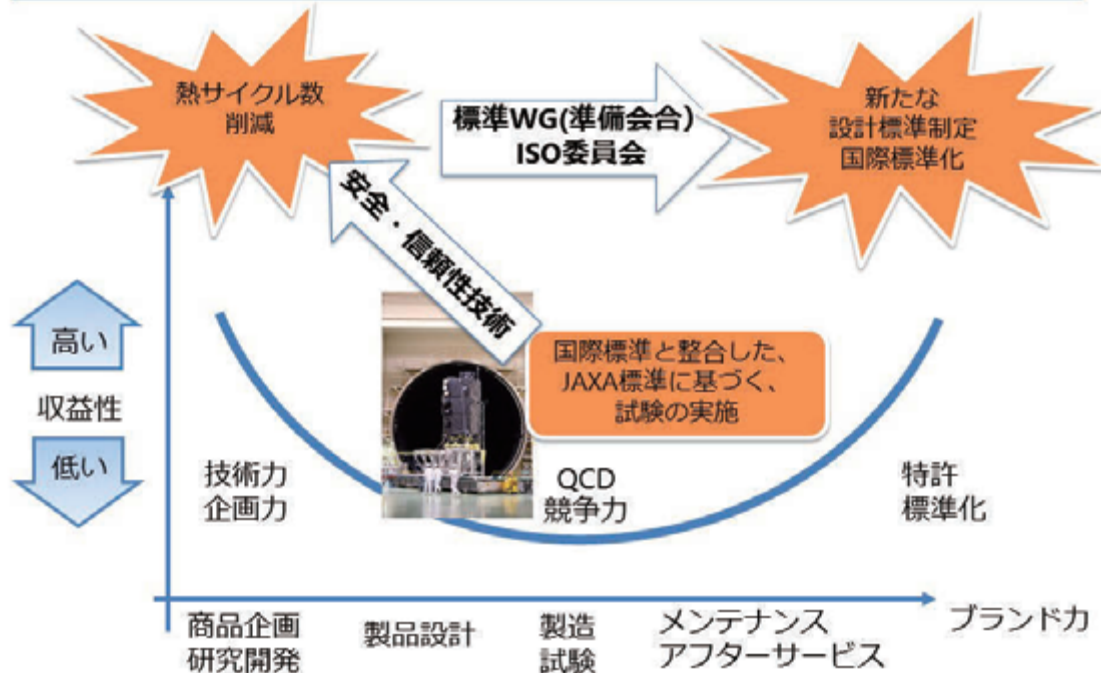 熱サイクル数
削減
標準WG(準備会合)
ISO委員会
新たな
設計標準制定
国際標準化
安全・信頼性技術
国際標準と整合した、
JAXA標準に基づく、
試験の実施
高い
収益性
低い
技術力
企画力
QCD
競争力
特許
標準化
商品企画
研究開発
製品設計
製造
試験
メンテナンス
アフターサービス
ブランド力